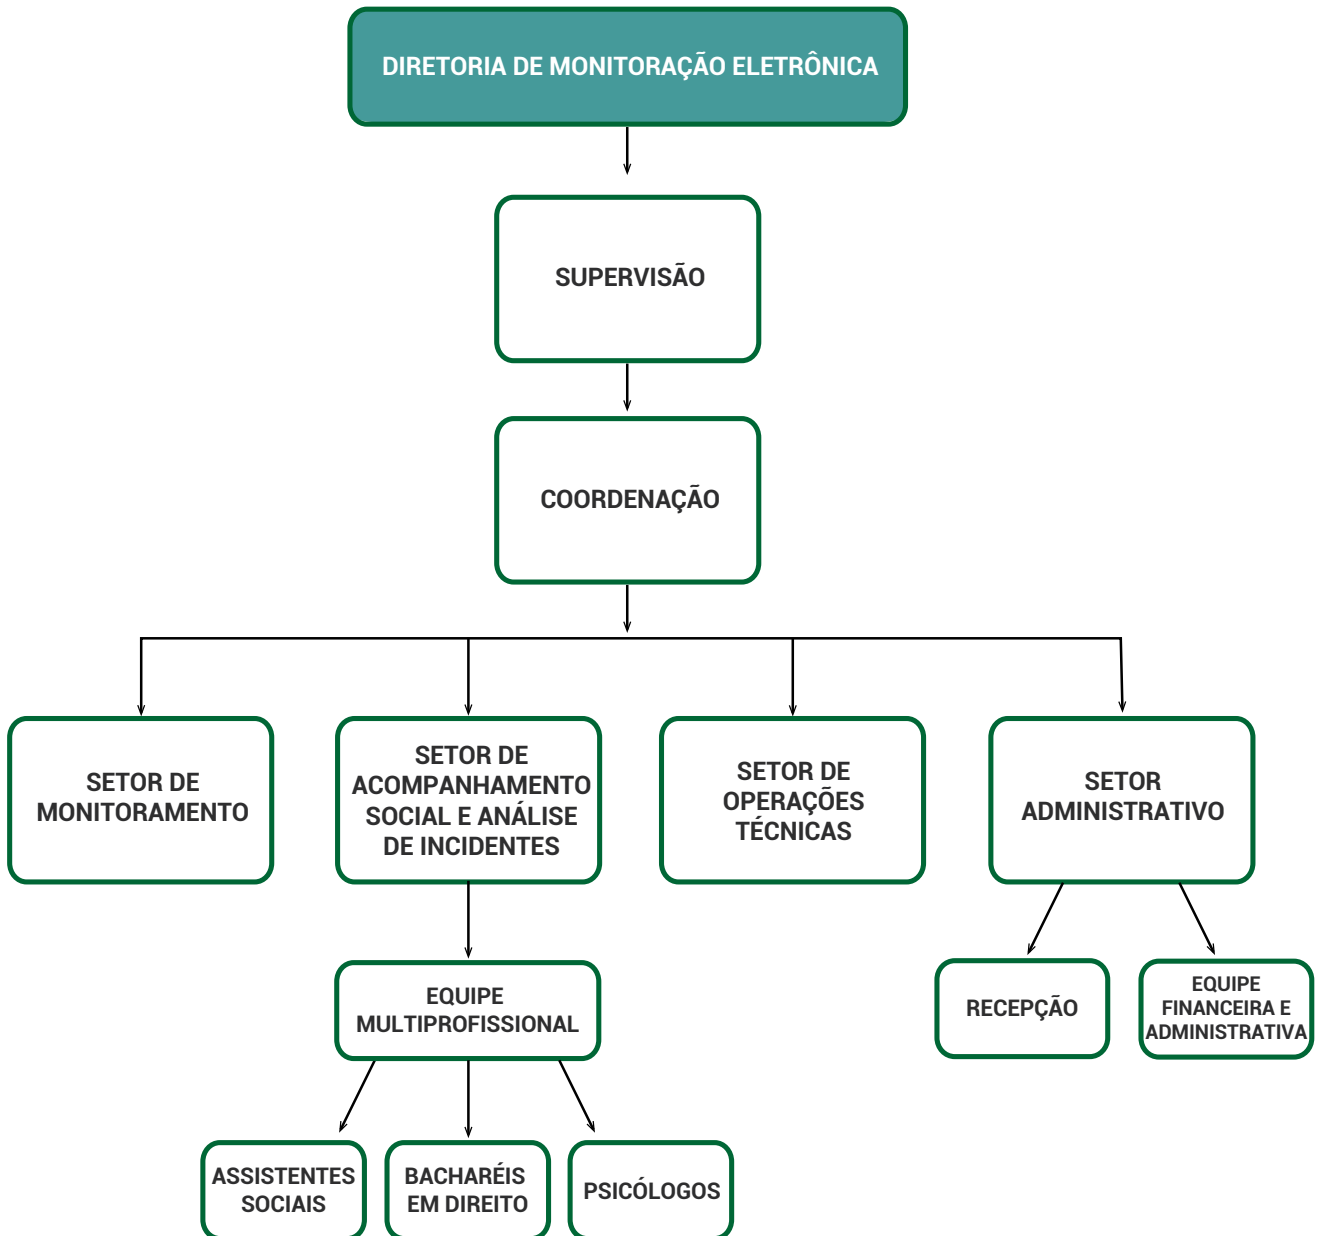 DIRETORIA DE MONITORAÇÃO ELETRÔNICA
SUPERVISÃO
COORDENAÇÃO
SETOR DE
MONITORAMENTO
SETOR DE
ACOMPANHAMENTO
SOCIAL E ANÁLISE
DE INCIDENTES
SETOR DE
OPERAÇÕES
TÉCNICAS
SETOR
ADMINISTRATIVO
EQUIPE
MULTIPROFISSIONAL
RECEPÇÃO
EQUIPE
FINANCEIRA E
ADMINISTRATIVA
ASSISTENTES
SOCIAIS
BACHARÉIS
EM DIREITO
PSICÓLOGOS